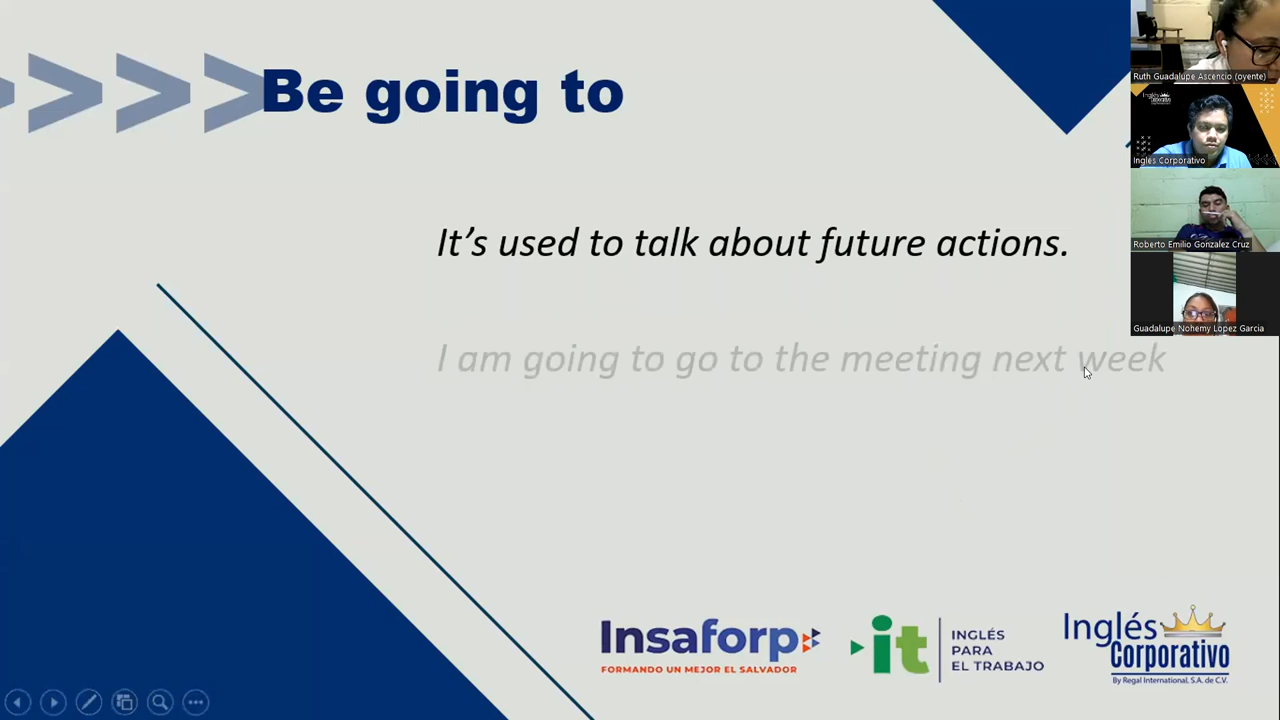 Be going to
It's used to talk about future actions.
I am going to go to the meeting next week
Ruth Guadalupe Ascencio (oyente)
Inglés Corporativo
Inglés Corporativo
Roberto Emilio Gonzalez Cruz
Guadalupe Nohemy Lopez Garcia
Insaforp
FORMANDO UN MEJOR EL SALVADOR
it
INGLÉS
PARA
EL TRABAJO
Inglés
Corporativo
By Regal International, S.A. de C.V.